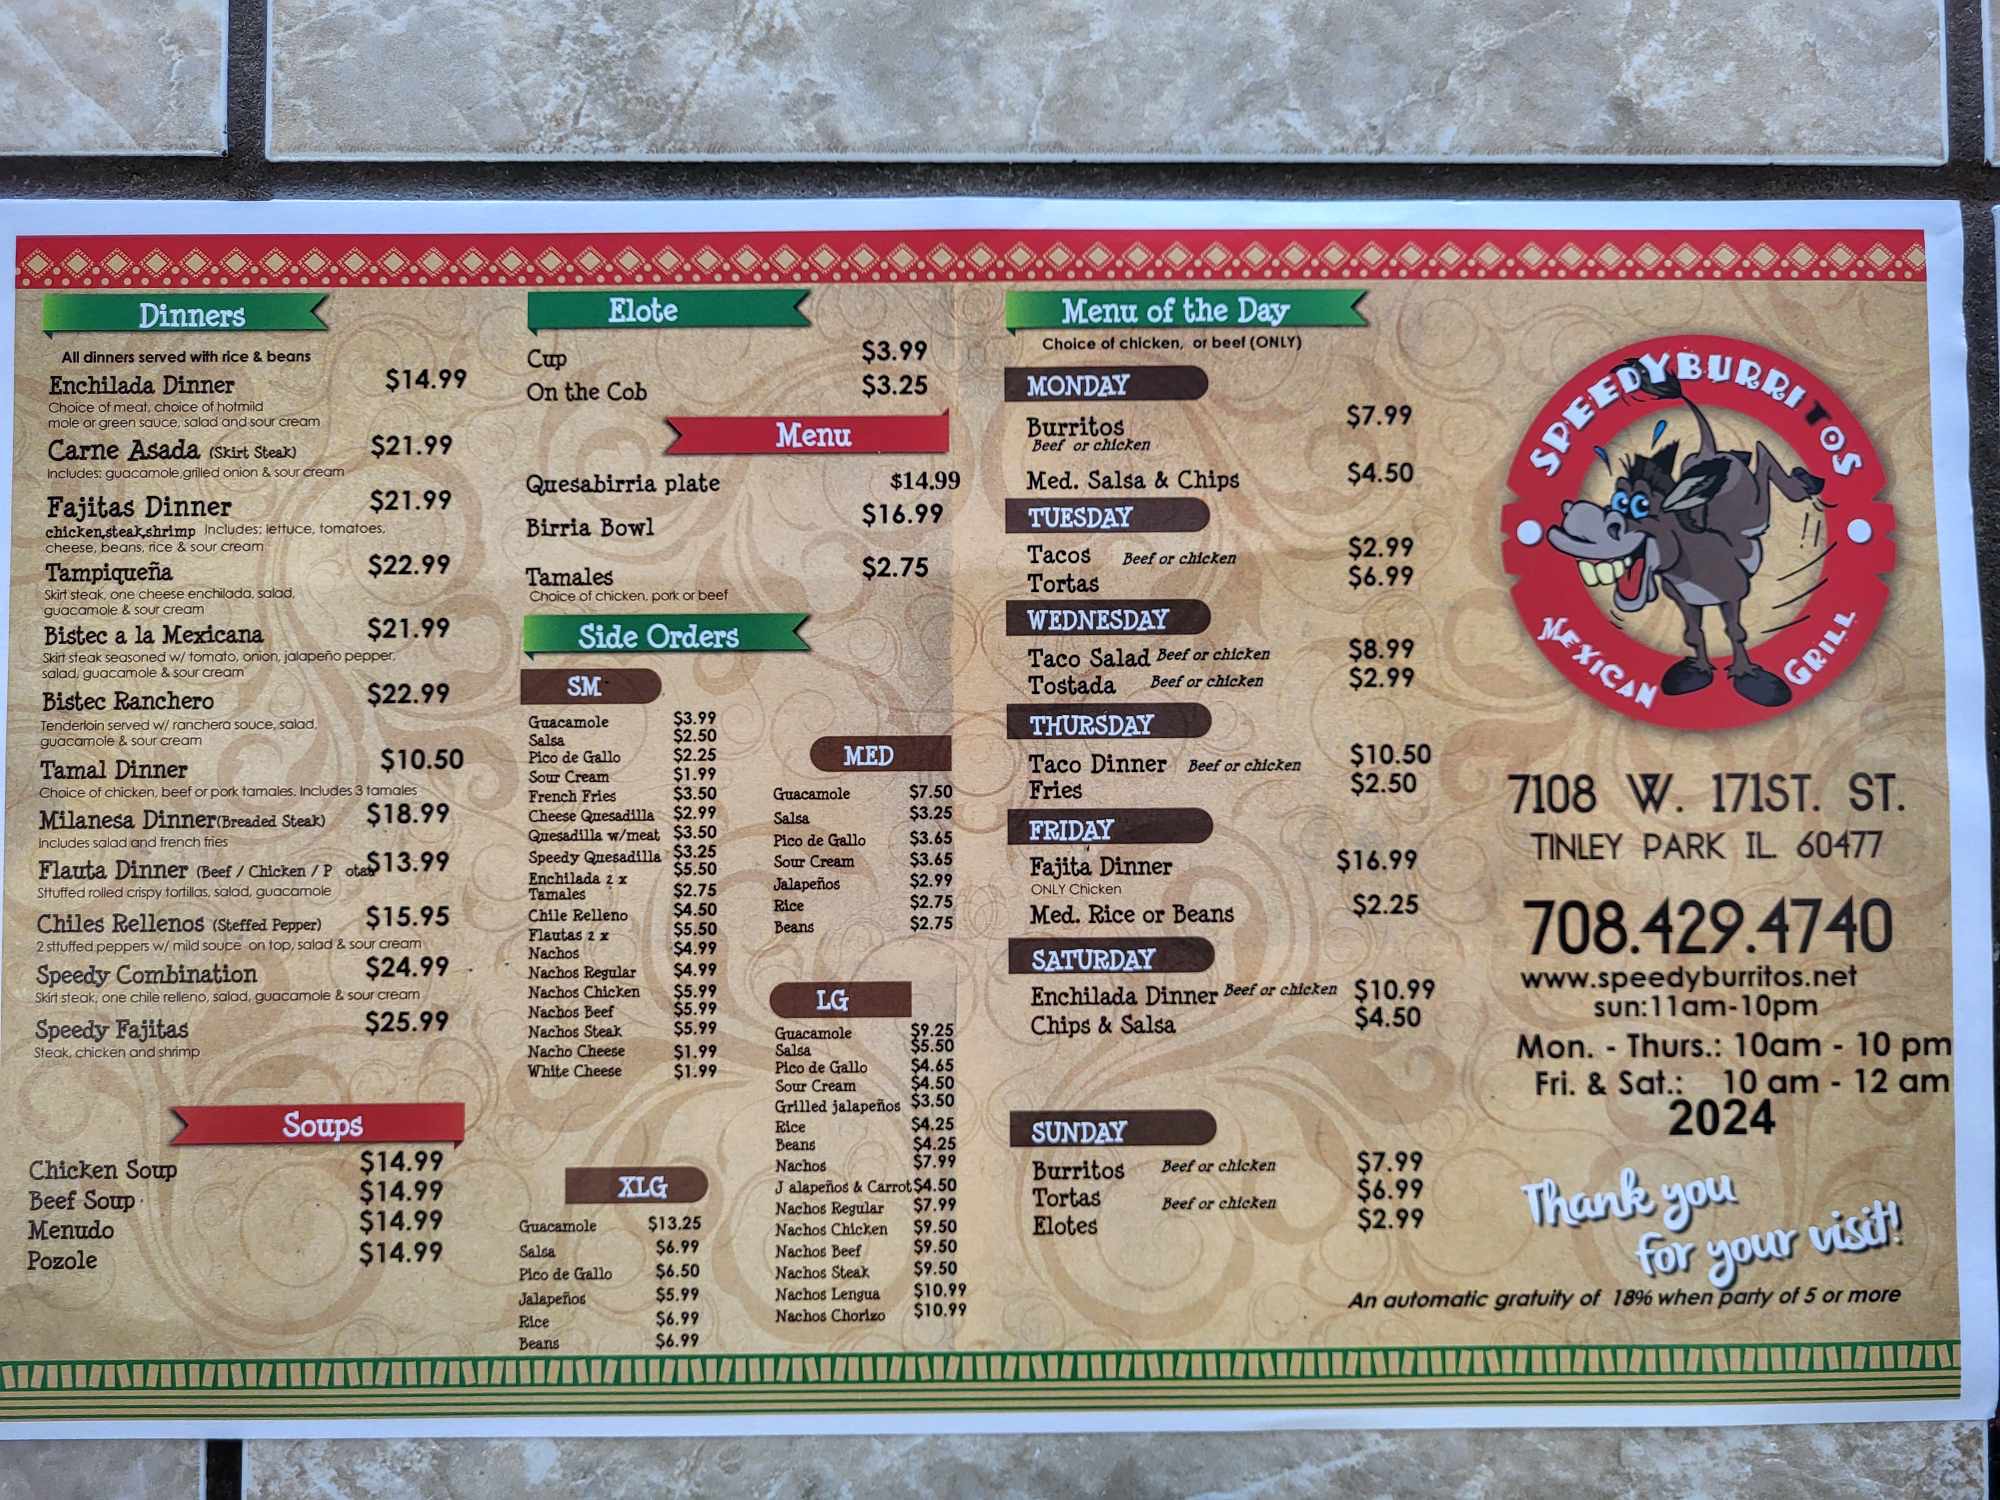 Dinners
All dinners served with rice & beans
Enchilada Dinner $14.99
Choice of meat, choice of hotmild
mole or green sauce, salad and sour cream
Carne Asada (Skirt Steak) $21.99
Includes: guacamole,grilled onion & sour cream
Fajitas Dinner $21.99
chicken,steak,shrimp Includes: lettuce, tomatoes,
cheese, beans, rice & sour cream
Tampiqueña $22.99
Skirt steak, one cheese enchilada, salad,
guacamole & sour cream
Bistec a la Mexicana $21.99
Skirt steak seasoned w/ tomato, onion, jalapeño pepper,
salad, guacamole & sour cream
Bistec Ranchero $22.99
Tenderloin served w/ ranchera souce, salad,
guacamole & sour cream
Tamal Dinner $10.50
Choice of chicken, beef or pork tamales. Includes 3 tamales
Milanesa Dinner(Breaded Steak) $18.99
Includes salad and french fries
Flauta Dinner (Beef / Chicken / P otato $13.99
Sttuffed rolled crispy tortillas, salad, guacamole
Chiles Rellenos (Steffed Pepper) $15.95
2 sttuffed peppers w/ mild souce on top, salad & sour cream
Speedy Combination $24.99
Skirt steak, one chile relleno, salad, guacamole & sour cream
Speedy Fajitas $25.99
Steak, chicken and shrimp
Soups
Chicken Soup $14.99
Beef Soup $14.99
Menudo $14.99
Pozole $14.99
Elote
Cup $3.99
On the Cob $3.25
Menu
Quesabirria plate $14.99
Birria Bowl $16.99
Tamales $2.75
Choice of chicken, pork or beef
Side Orders
SM
Guacamole $3.99
Salsa $2.50
Pico de Gallo $2.25
Sour Cream $1.99
French Fries $3.50
Cheese Quesadilla $2.99
Quesadilla w/meat $3.50
Speedy Quesadilla $3.25
Enchilada 2 x $5.50
Tamales $2.75
Chile Relleno $4.50
Flautas 2 x $5.50
Nachos $4.99
Nachos Regular $4.99
Nachos Chicken $5.99
Nachos Beef $5.99
Nachos Steak $5.99
Nacho Cheese $1.99
White Cheese $1.99
XLG
Guacamole $13.25
Salsa $6.99
Pico de Gallo $6.50
Jalapeños $5.99
Rice $6.99
Beans $6.99
MED
Guacamole $7.50
Salsa $3.25
Pico de Gallo $3.65
Sour Cream $3.65
Jalapeños $2.99
Rice $2.75
Beans $2.75
LG
Guacamole $9.25
Salsa $5.50
Pico de Gallo $4.65
Sour Cream $4.50
Grilled jalapeños $3.50
Rice $4.25
Beans $4.25
Nachos $7.99
J alapeños & Carrot $4.50
Nachos Regular $7.99
Nachos Chicken $9.50
Nachos Beef $9.50
Nachos Steak $9.50
Nachos Lengua $10.99
Nachos Chorizo $10.99
Menu of the Day
Choice of chicken, or beef (ONLY)
MONDAY
Burritos $7.99
Beef or chicken
Med. Salsa & Chips $4.50
TUESDAY
Tacos Beef or chicken $2.99
Tortas $6.99
WEDNESDAY
Taco Salad Beef or chicken $8.99
Tostada Beef or chicken $2.99
THURSDAY
Taco Dinner Beef or chicken $10.50
Fries $2.50
FRIDAY
Fajita Dinner $16.99
ONLY Chicken
Med. Rice or Beans $2.25
SATURDAY
Enchilada Dinner Beef or chicken $10.99
Chips & Salsa $4.50
SUNDAY
Burritos Beef or chicken $7.99
Tortas Beef or chicken $6.99
Elotes $2.99
SPEEDYBURRITOS
MEXICAN GRILL
7108 W. 171ST. ST.
TINLEY PARK IL. 60477
708.429.4740
www.speedyburritos.net
sun:11am-10pm
Mon. - Thurs.: 10am - 10 pm
Fri. & Sat.: 10 am - 12 am
2024
Thank you
for your visit!
An automatic gratuity of 18% when party of 5 or more